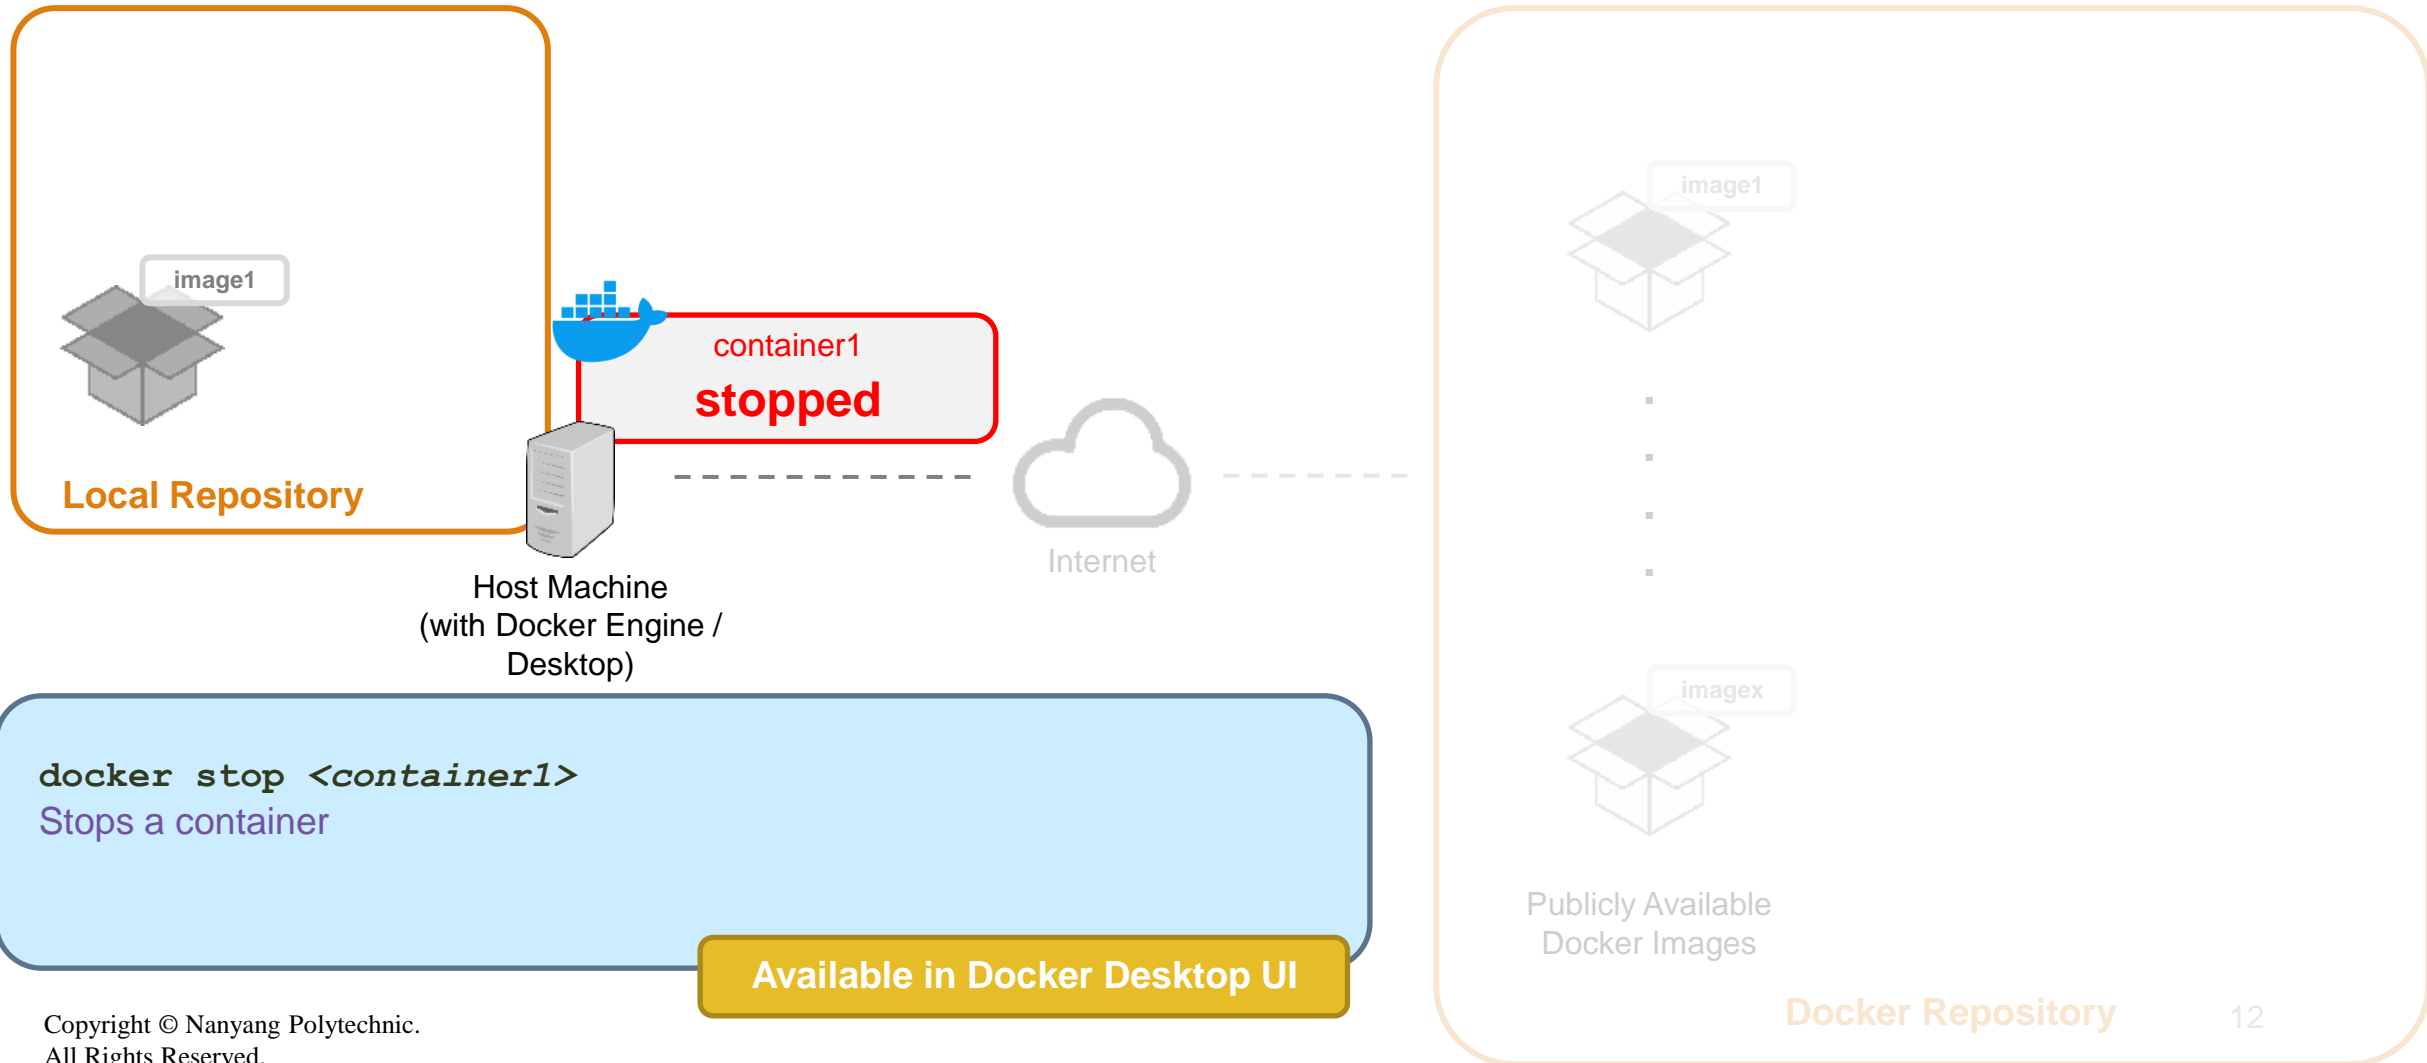 image1
Local Repository
container1
stopped
Host Machine
(with Docker Engine /
Desktop)
Internet
image1
imagex
Publicly Available
Docker Images
Docker Repository
docker stop <container1>
Stops a container
Available in Docker Desktop UI
Copyright © Nanyang Polytechnic.
All Rights Reserved.
12